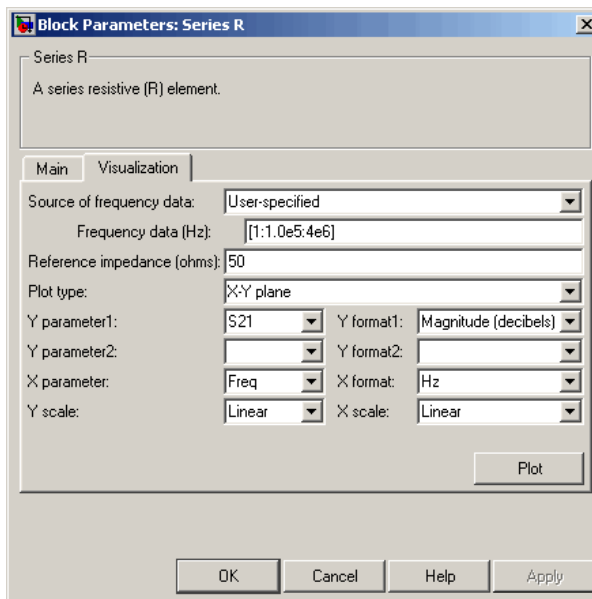 Block Parameters: Series R
Series R
A series resistive (R) element.
Main Visualization
Source of frequency data: User-specified
Frequency data (Hz): [1:1.0e5:4e6]
Reference impedance (ohms): 50
Plot type: X-Y plane
Y parameter1: S21 Y format1: Magnitude (decibels)
Y parameter2: Y format2:
X parameter: Freq X format: Hz
Y scale: Linear X scale: Linear
Plot
OK Cancel Help Apply